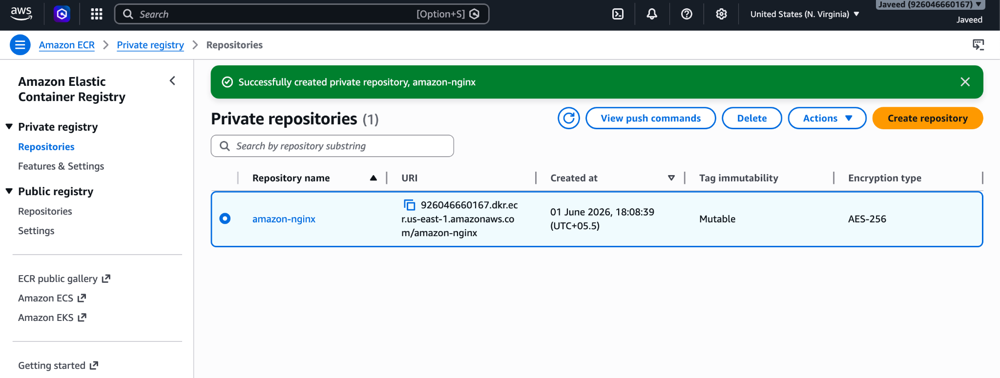 aws
Search
[Option+S]
United States (N. Virginia)
Javeed (926046660167)
Javeed
Amazon ECR
Private registry
Repositories
Amazon Elastic
Container Registry
Private registry
Repositories
Features & Settings
Public registry
Repositories
Settings
ECR public gallery
Amazon ECS
Amazon EKS
Getting started
Successfully created private repository, amazon-nginx
Private repositories (1)
View push commands
Delete
Actions
Create repository
Search by repository substring
Repository name
URI
Created at
Tag immutability
Encryption type
amazon-nginx
926046660167.dkr.ec
r.us-east-1.amazonaws.co
m/amazon-nginx
01 June 2026, 18:08:39
(UTC+05.5)
Mutable
AES-256